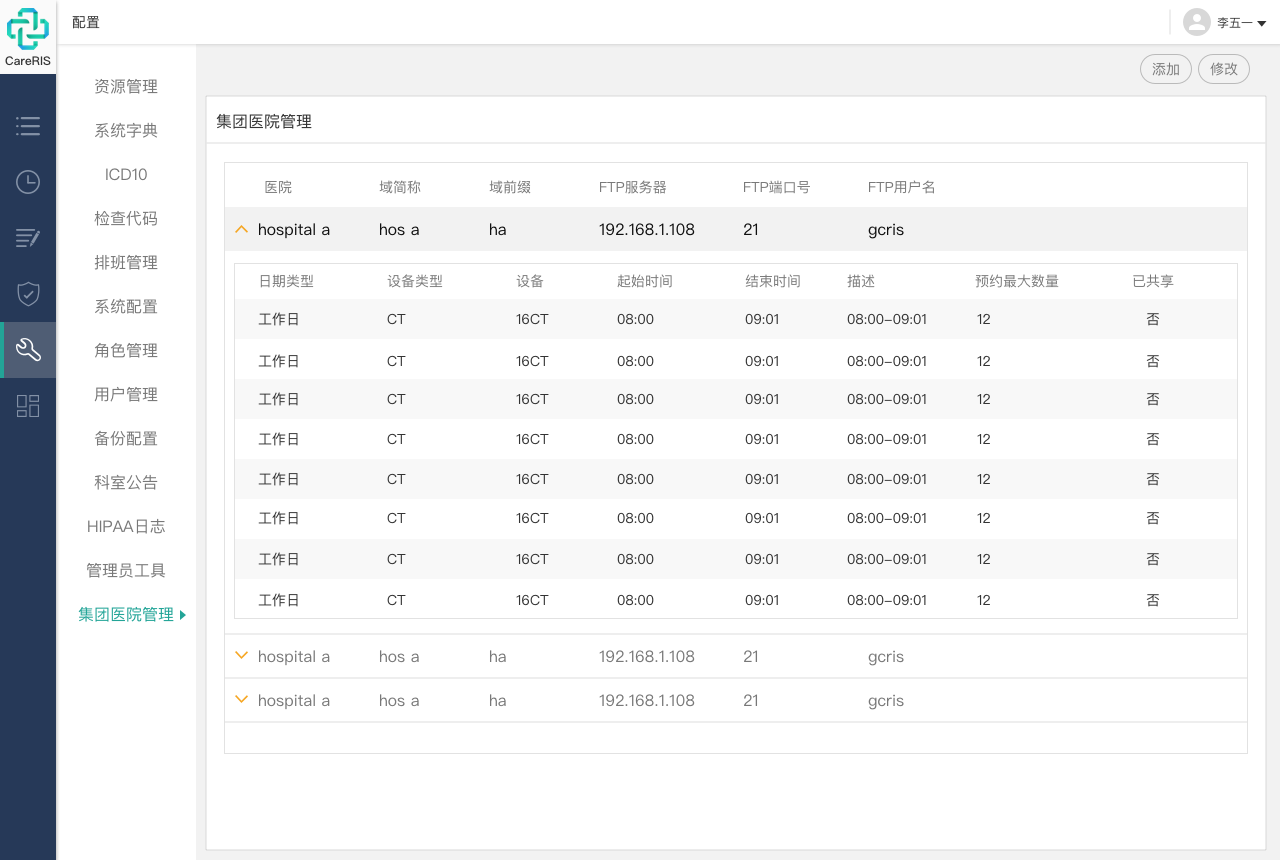 CareRIS
配置
李五一
资源管理
系统字典
ICD10
检查代码
排班管理
系统配置
角色管理
用户管理
备份配置
科室公告
HIPAA日志
管理员工具
集团医院管理
添加 修改
集团医院管理
医院 域简称 域前缀 FTP服务器 FTP端口号 FTP用户名
hospital a hos a ha 192.168.1.108 21 gcris
日期类型 设备类型 设备 起始时间 结束时间 描述 预约最大数量 已共享
工作日 CT 16CT 08:00 09:01 08:00-09:01 12 否
工作日 CT 16CT 08:00 09:01 08:00-09:01 12 否
工作日 CT 16CT 08:00 09:01 08:00-09:01 12 否
工作日 CT 16CT 08:00 09:01 08:00-09:01 12 否
工作日 CT 16CT 08:00 09:01 08:00-09:01 12 否
工作日 CT 16CT 08:00 09:01 08:00-09:01 12 否
工作日 CT 16CT 08:00 09:01 08:00-09:01 12 否
工作日 CT 16CT 08:00 09:01 08:00-09:01 12 否
hospital a hos a ha 192.168.1.108 21 gcris
hospital a hos a ha 192.168.1.108 21 gcris